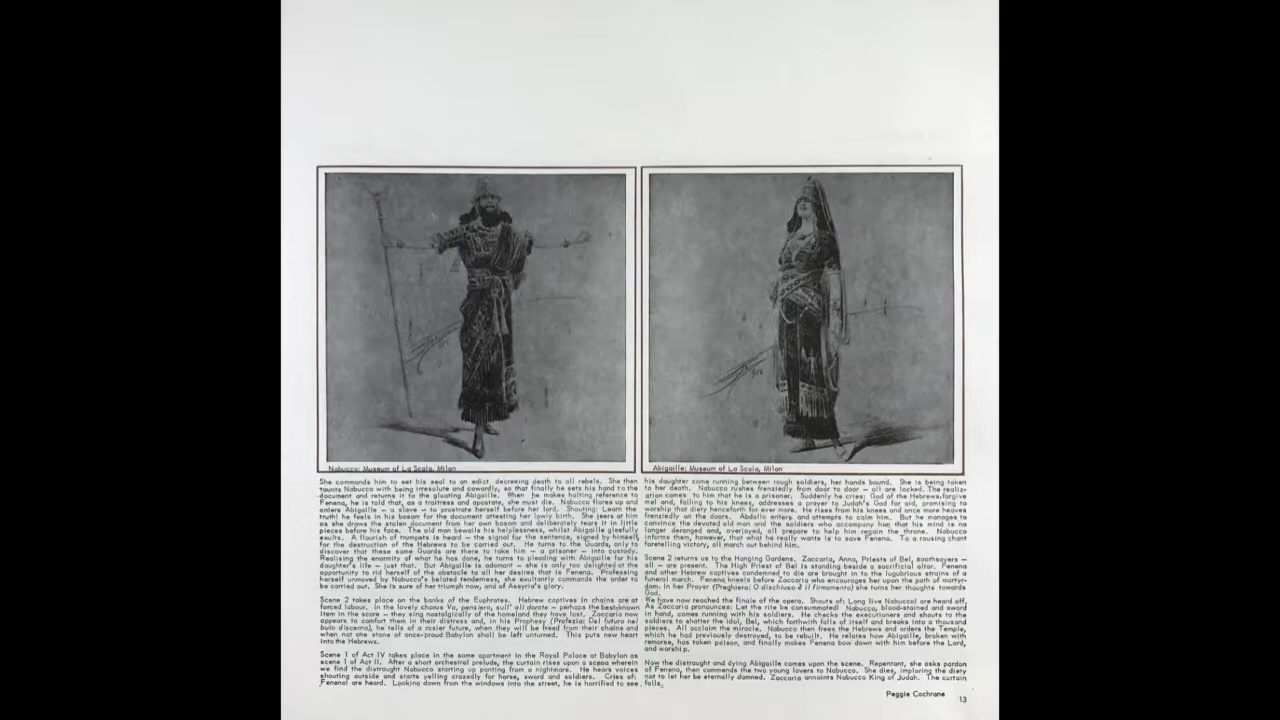 Nabucco: Museum of La Scala, Milan
She commands him to set his seal to an edict, decreeing death to all rebels. She then
taunts Nabucco with being irresolute and cowardly, so that finally he sets his hand to the
document and returns it to the gloating Abigaille. When he makes halting reference to
Fenena, he is told that, as a traitress and apostate, she must die. Nabucco flares up and
orders Abigaille — a slave — to prostrate herself before her lord. Shouting: Learn the
truth! he feels in his bosom for the document attesting her lowly birth. She jeers at him
as she draws the stolen document from her own bosom and deliberately tears it in little
pieces before his face. The old man bewails his helplessness, whilst Abigaille gleefully
exults. A flourish of trumpets is heard — the signal for the sentence, signed by himself,
for the destruction of the Hebrews to be carried out. He turns to the Guards, only to
discover that these same Guards are there to take him — a prisoner — into custody.
Realising the enormity of what he has done, he turns to pleading with Abigaille for his
daughter's life — just that. But Abigaille is adamant — she is only too delighted at the
opportunity to rid herself of the obstacle to all her desires that is Fenena. Professing
herself unmoved by Nabucco's belated tenderness, she exultantly commands the order to
be carried out. She is sure of her triumph now, and of Assyria's glory.
Scene 2 takes place on the banks of the Euphrates. Hebrew captives in chains are at
forced labour. In the lovely chorus Va, pensiero, sull' ali dorate — perhaps the best-known
item in the score — they sing nostalgically of the homeland they have lost. Zaccaria now
appears to comfort them in their distress and, in his Prophecy (Profezia: Del futuro nel
buio discerno), he tells of a rosier future, when they will be freed from their chains and
when not one stone of once-proud Babylon shall be left unturned. This puts new heart
into the Hebrews.
Scene 1 of Act IV takes place in the same apartment in the Royal Palace at Babylon as
scene 1 of Act II. After a short orchestral prelude, the curtain rises upon a scena wherein
we find the distraught Nabucco starting up panting from a nightmare. He hears voices
shouting outside and starts yelling crazedly for horse, sword and soldiers. Cries of:
Fenena! are heard. Looking down from the windows into the street, he is horrified to see
Abigaille: Museum of La Scala, Milan
his daughter come running between rough soldiers, her hands bound. She is being taken
to her death. Nabucco rushes frenziedly from door to door — all are locked. The realiz-
ation comes to him that he is a prisoner. Suddenly he cries: God of the Hebrews, forgive
me! and, falling to his knees, addresses a prayer to Judah's God for aid, promising to
worship that diety henceforth for ever more. He rises from his knees and once more heaves
frenziedly on the doors. Abdallo enters and attempts to calm him. But he manages to
convince the devoted old man and the soldiers who accompany him that his mind is no
longer deranged and, overjoyed, all prepare to help him regain the throne. Nabucco
informs them, however, that what he really wants is to save Fenena. To a rousing chant
foretelling victory, all march out behind him.
Scene 2 returns us to the Hanging Gardens. Zaccaria, Anna, Priests of Bel, soothsayers —
all — are present. The High Priest of Bel is standing beside a sacrificial altar. Fenena
and other Hebrew captives condemned to die are brought in to the lugubrious strains of a
funeral march. Fenena kneels before Zaccaria who encourages her upon the path of martyr-
dom. In her Prayer (Preghiera: O dischiuso è il firmamento) she turns her thoughts towards
God.
We have now reached the finale of the opera. Shouts of: Long live Nabucco! are heard off.
As Zaccaria pronounces: Let the rite be consummated! Nabucco, blood-stained and sword
in hand, comes running with his soldiers. He checks the executioners and shouts to the
soldiers to shatter the idol, Bel, which forthwith falls of itself and breaks into a thousand
pieces. All acclaim the miracle. Nabucco then frees the Hebrews and orders the Temple,
which he had previously destroyed, to be rebuilt. He relates how Abigaille, broken with
remorse, has taken poison, and finally makes Fenena bow down with him before the Lord,
and worship.
Now the distraught and dying Abigaille comes upon the scene. Repentant, she asks pardon
of Fenena, then commends the two young lovers to Nabucco. She dies, imploring the diety
not to let her be eternally damned. Zaccaria annoints Nabucco King of Judah. The curtain
falls.
Peggie Cochrane
13